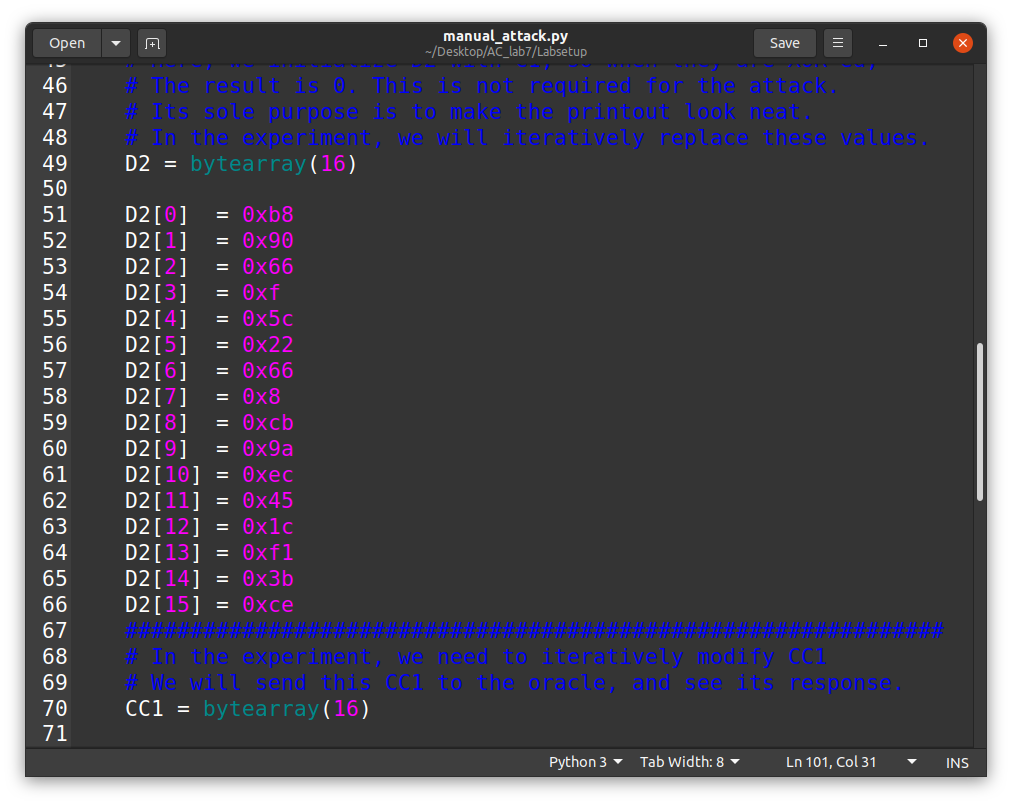 Open
manual_attack.py
~/Desktop/AC_lab7/Labsetup
Save
46 # The result is 0. This is not required for the attack.
47 # Its sole purpose is to make the printout look neat.
48 # In the experiment, we will iteratively replace these values.
49 D2 = bytearray(16)
50
51 D2[0]  = 0xb8
52 D2[1]  = 0x90
53 D2[2]  = 0x66
54 D2[3]  = 0xf
55 D2[4]  = 0x5c
56 D2[5]  = 0x22
57 D2[6]  = 0x66
58 D2[7]  = 0x8
59 D2[8]  = 0xcb
60 D2[9]  = 0x9a
61 D2[10] = 0xec
62 D2[11] = 0x45
63 D2[12] = 0x1c
64 D2[13] = 0xf1
65 D2[14] = 0x3b
66 D2[15] = 0xce
67 ###############################################################
68 # In the experiment, we need to iteratively modify CC1
69 # We will send this CC1 to the oracle, and see its response.
70 CC1 = bytearray(16)
71
Python 3 Tab Width: 8 Ln 101, Col 31 INS